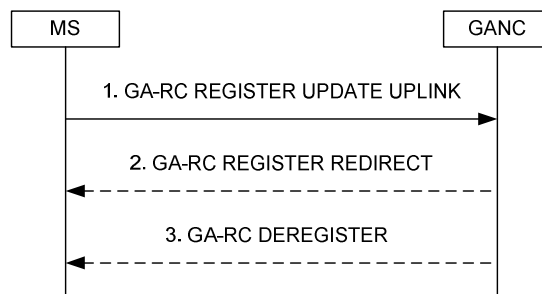 MS
GANC
1. GA-RC REGISTER UPDATE UPLINK
2. GA-RC REGISTER REDIRECT
3. GA-RC DEREGISTER